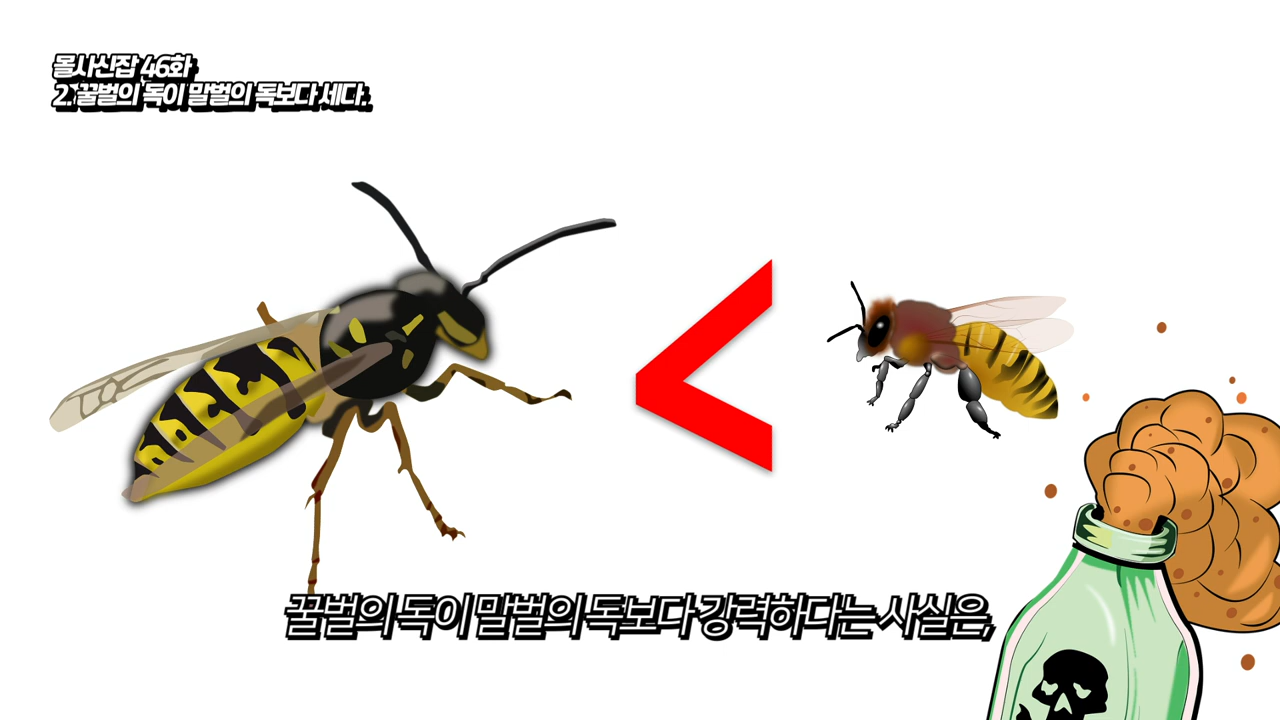 몰사신잡 46화
2. 꿀벌의 독이 말벌의 독보다 세다.
꿀벌의 독이 말벌의 독보다 강력하다는 사실은,